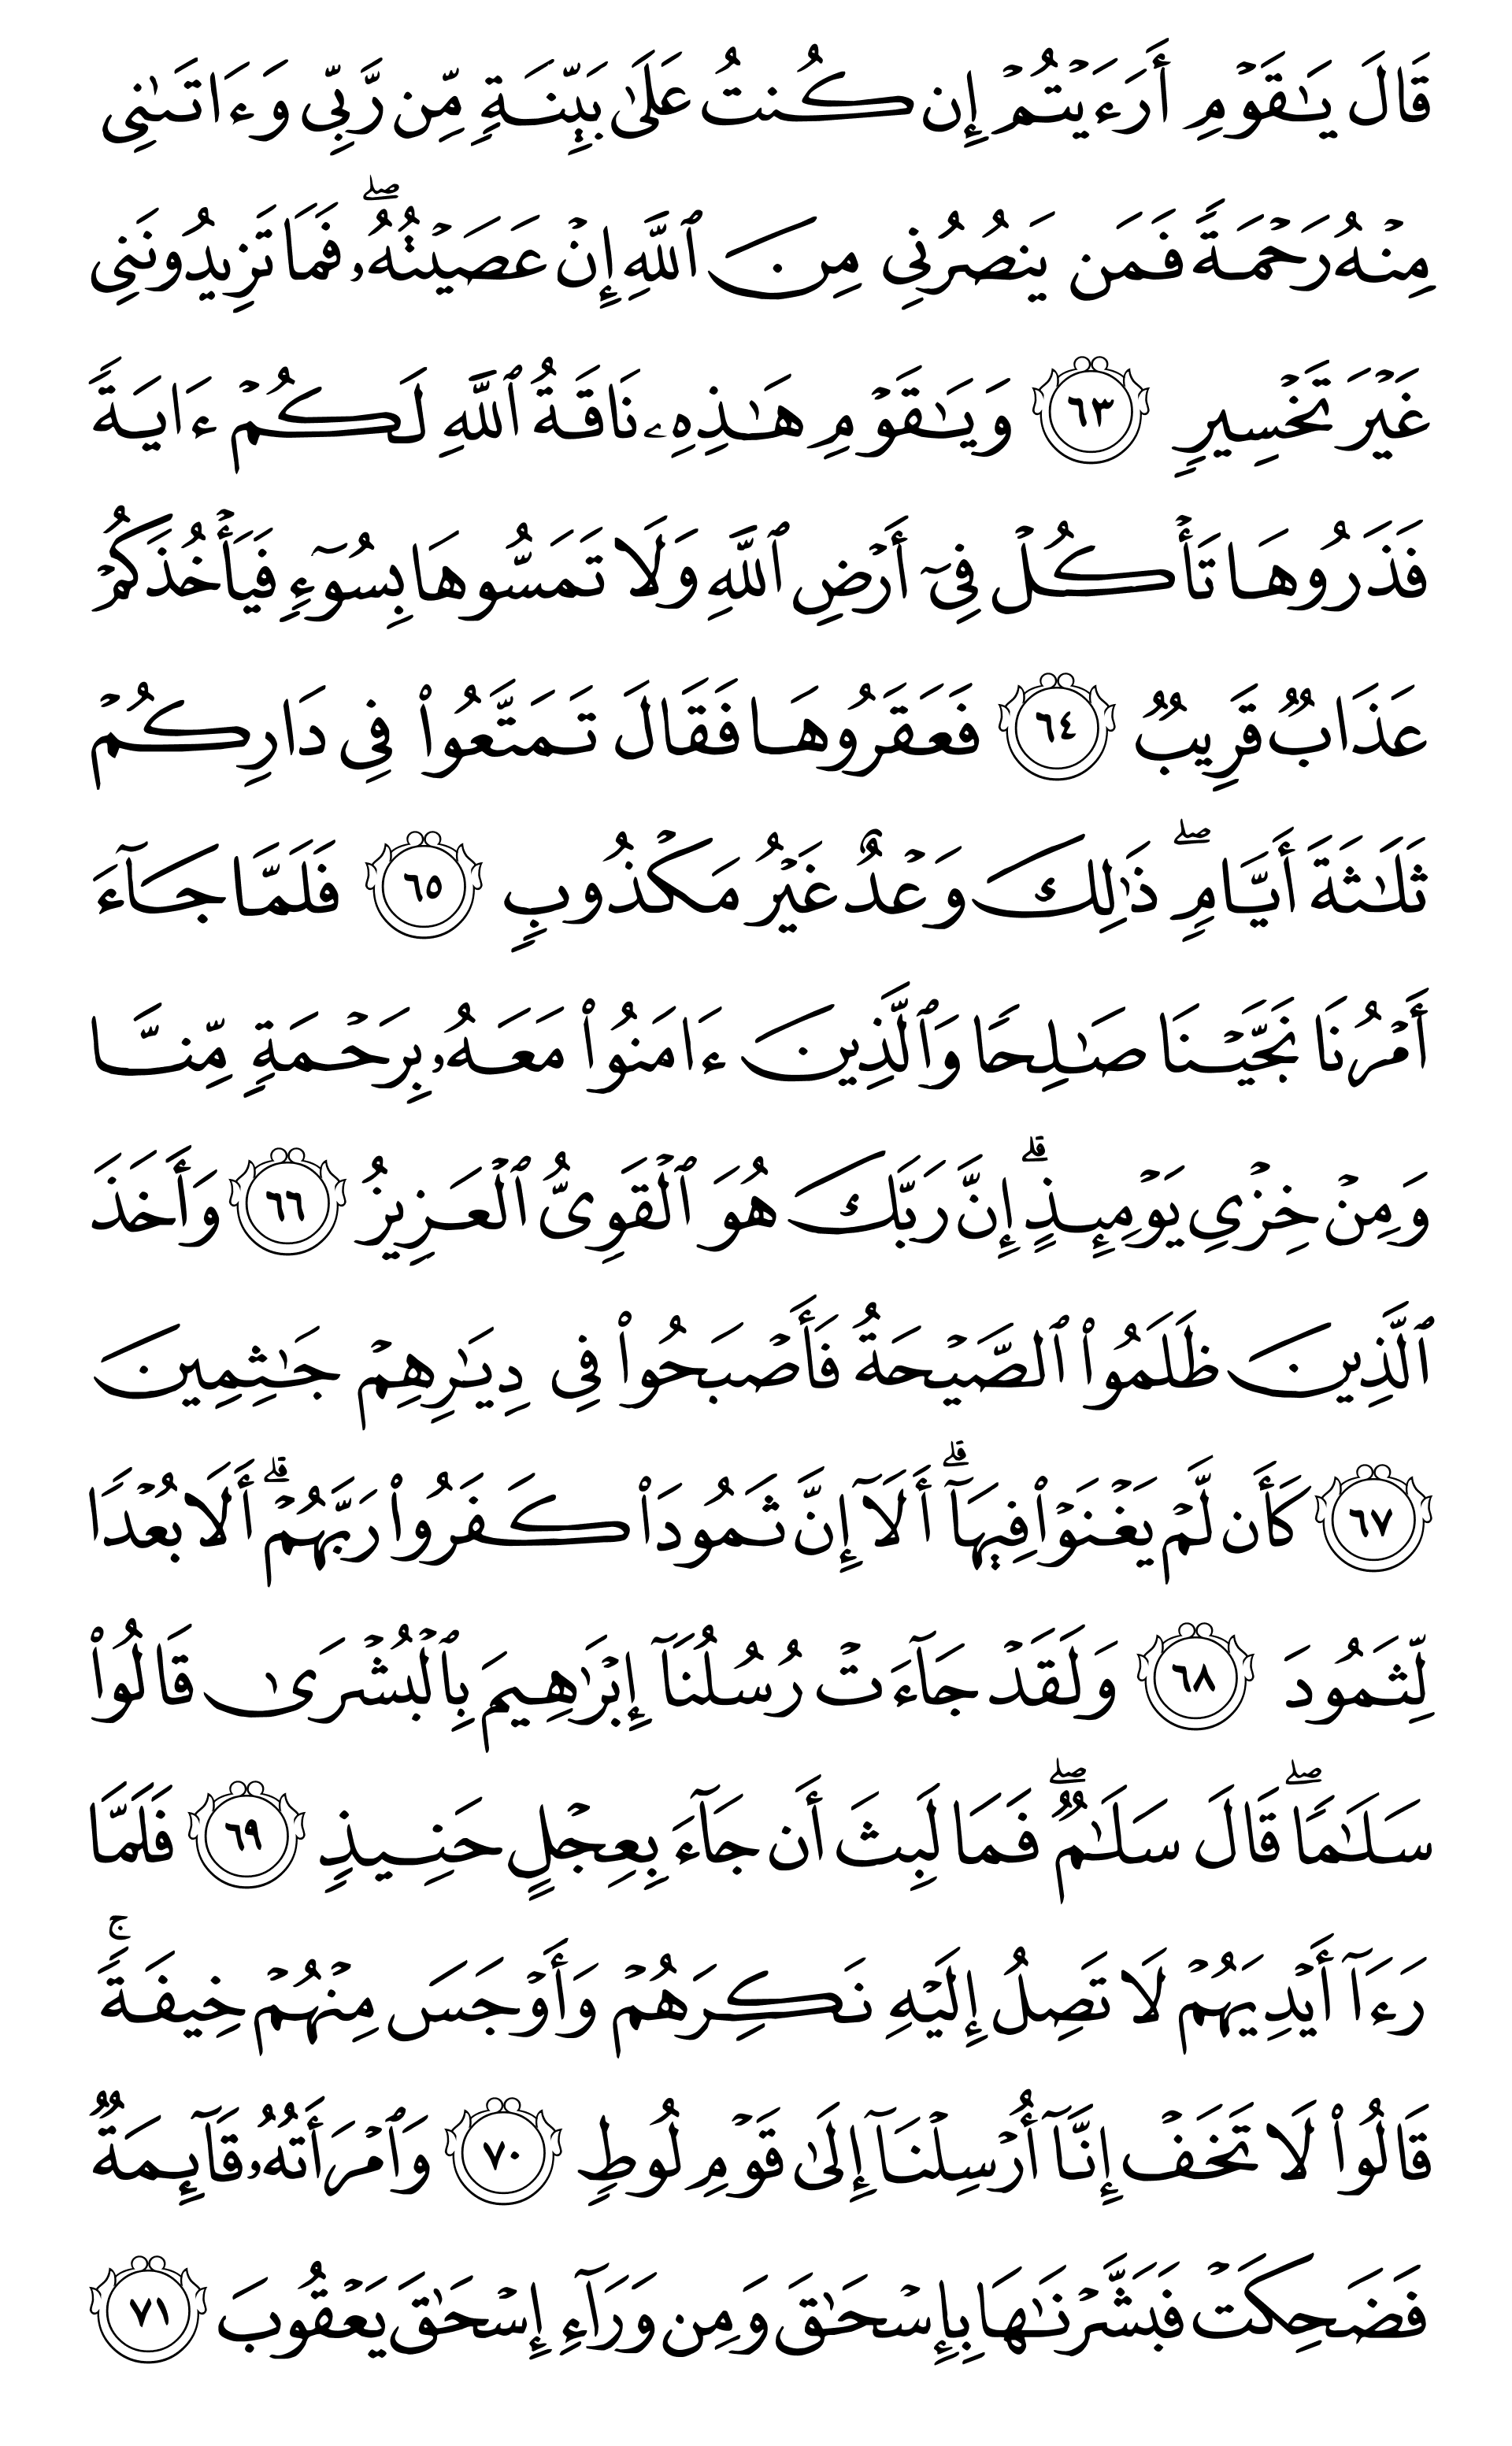 قَالَ يَـٰقَوۡمِ أَرَءَيۡتُمۡ إِن كُنتُ عَلَىٰ بَيِّنَةٖ مِّن رَّبِّي وَءَاتَىٰنِي
مِنۡهُ رَحۡمَةٗ فَمَن يَنصُرُنِي مِنَ ٱللَّهِ إِنۡ عَصَيۡتُهُۥۖ فَمَا تَزِيدُونَنِي
غَيۡرَ تَخۡسِيرٖ ٦٣ وَيَـٰقَوۡمِ هَـٰذِهِۦ نَاقَةُ ٱللَّهِ لَكُمۡ ءَايَةٗ
فَذَرُوهَا تَأۡكُلۡ فِيٓ أَرۡضِ ٱللَّهِ وَلَا تَمَسُّوهَا بِسُوٓءٖ فَيَأۡخُذَكُمۡ
عَذَابٞ قَرِيبٞ ٦٤ فَعَقَرُوهَا فَقَالَ تَمَتَّعُواْ فِي دَارِكُمۡ
ثَلَـٰثَةَ أَيَّامٖۖ ذَٰلِكَ وَعۡدٌ غَيۡرُ مَكۡذُوبٖ ٦٥ فَلَمَّا جَآءَ
أَمۡرُنَا نَجَّيۡنَا صَـٰلِحٗا وَٱلَّذِينَ ءَامَنُواْ مَعَهُۥ بِرَحۡمَةٖ مِّنَّا
وَمِنۡ خِزۡيِ يَوۡمِئِذٍۗ إِنَّ رَبَّكَ هُوَ ٱلۡقَوِيُّ ٱلۡعَزِيزُ ٦٦ وَأَخَذَ
ٱلَّذِينَ ظَلَمُواْ ٱلصَّيۡحَةُ فَأَصۡبَحُواْ فِي دِيَـٰرِهِمۡ جَـٰثِمِينَ
٦٧ كَأَن لَّمۡ يَغۡنَوۡاْ فِيهَآۗ أَلَآ إِنَّ ثَمُودَاْ كَفَرُواْ رَبَّهُمۡۗ أَلَا بُعۡدٗا
لِّثَمُودَ ٦٨ وَلَقَدۡ جَآءَتۡ رُسُلُنَآ إِبۡرَٰهِيمَ بِٱلۡبُشۡرَىٰ قَالُواْ
سَلَـٰمٗاۖ قَالَ سَلَـٰمٞۖ فَمَا لَبِثَ أَن جَآءَ بِعِجۡلٍ حَنِيذٖ ٦٩ فَلَمَّا
رَءَآ أَيۡدِيَهُمۡ لَا تَصِلُ إِلَيۡهِ نَكِرَهُمۡ وَأَوۡجَسَ مِنۡهُمۡ خِيفَةٗۚ
قَالُواْ لَا تَخَفۡ إِنَّآ أُرۡسِلۡنَآ إِلَىٰ قَوۡمِ لُوطٖ ٧٠ وَٱمۡرَأَتُهُۥ قَآئِمَةٞ
فَضَحِكَتۡ فَبَشَّرۡنَـٰهَا بِإِسۡحَـٰقَ وَمِن وَرَآءِ إِسۡحَـٰقَ يَعۡقُوبَ ٧١